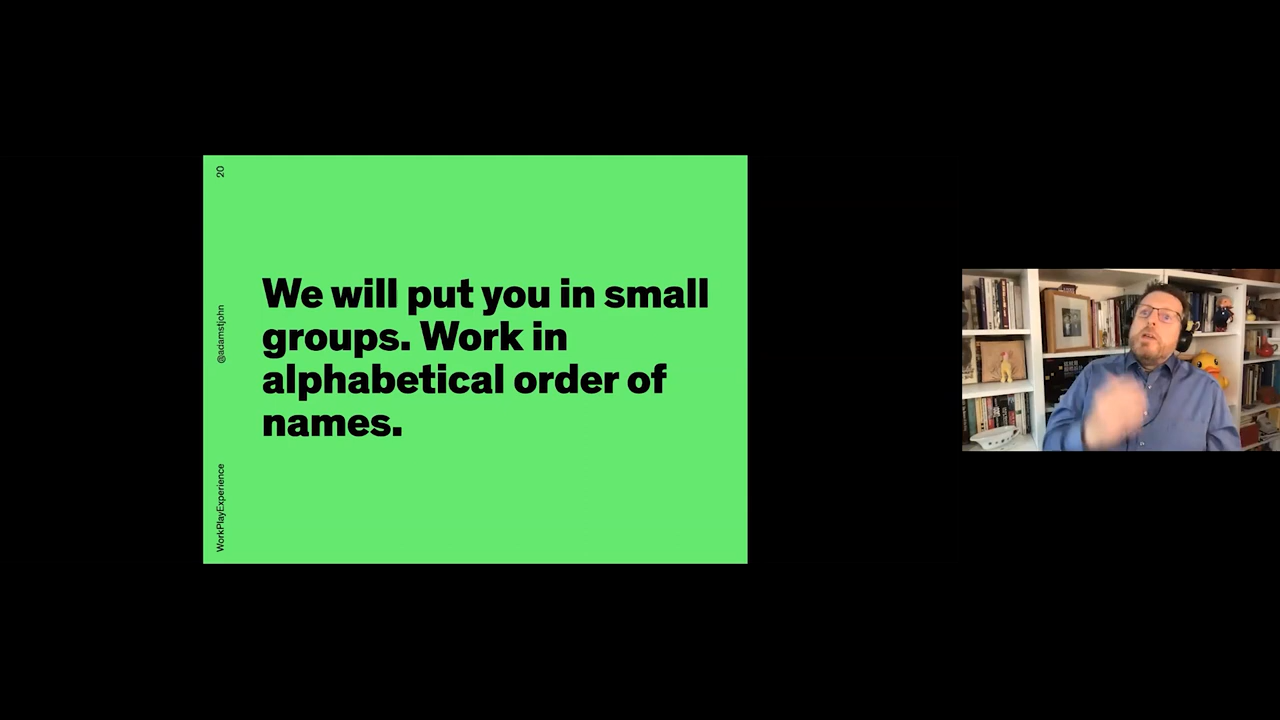 20
@adamstjohn
WorkPlayExperience
We will put you in small
groups. Work in
alphabetical order of
names.